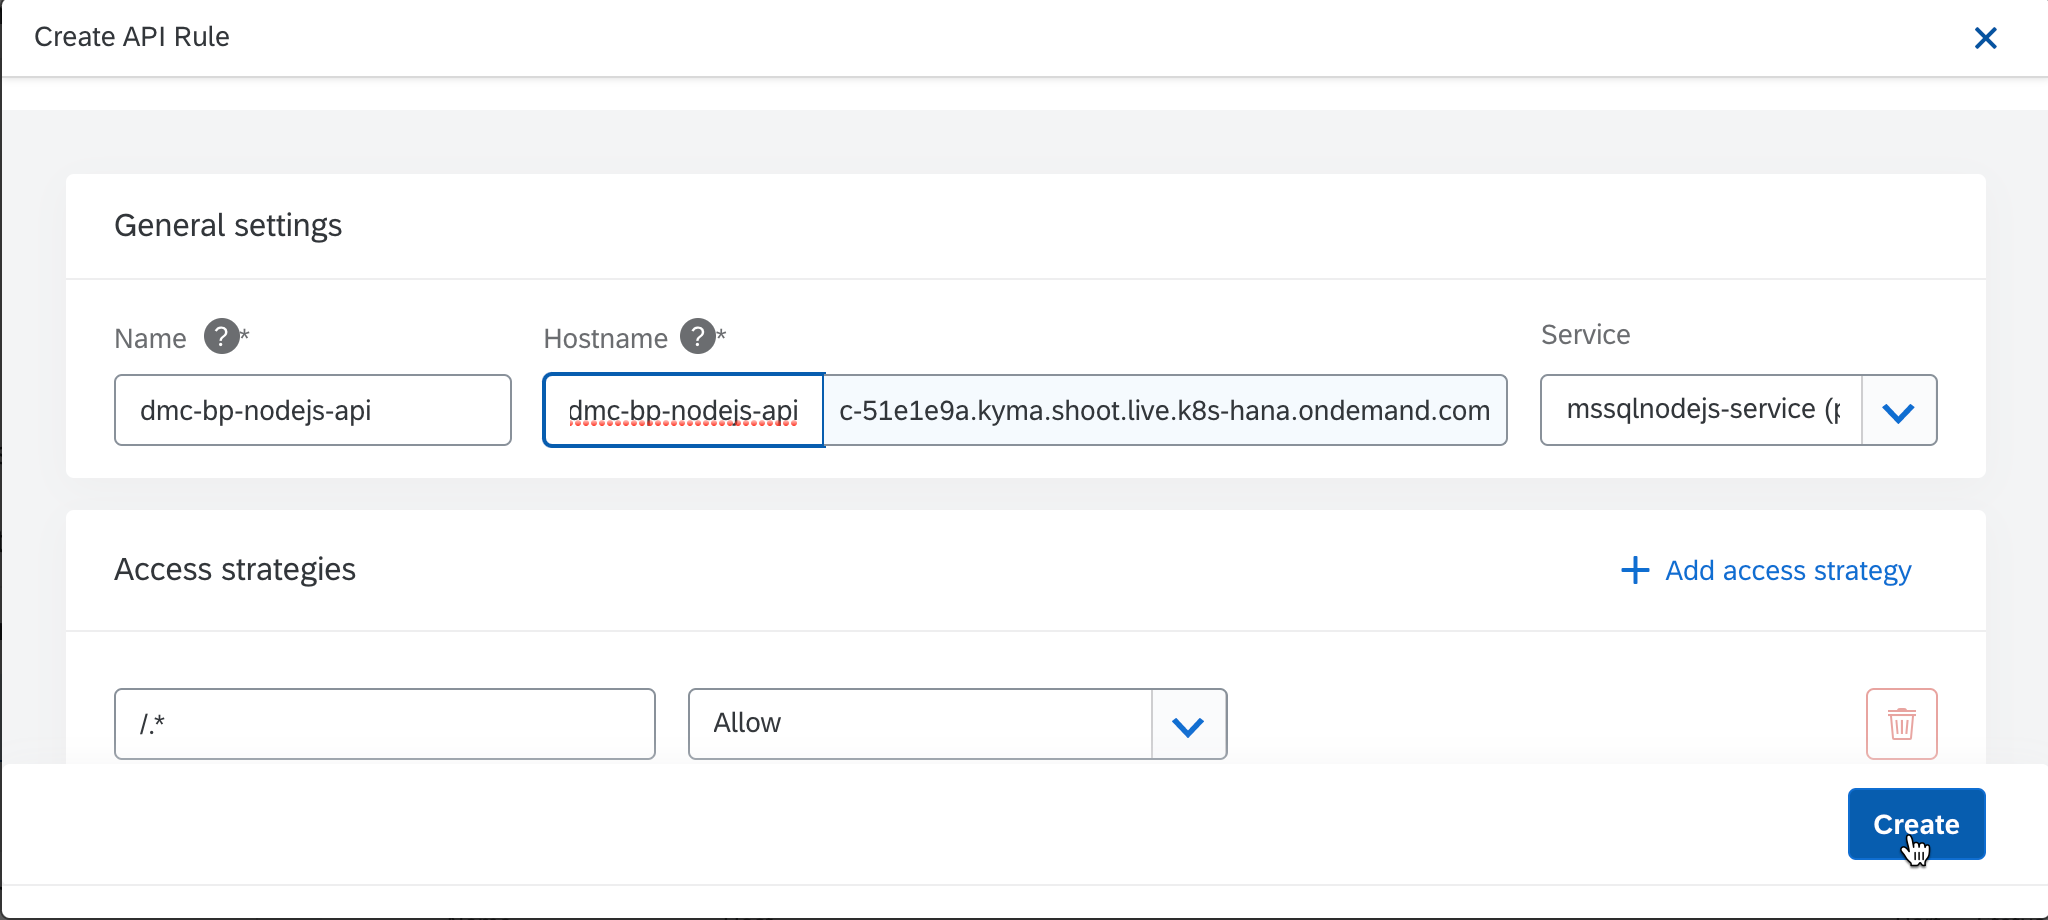 Create API Rule
General settings
Name ?*
Hostname ?*
Service
dmc-bp-nodejs-api
dmc-bp-nodejs-api
c-51e1e9a.kyma.shoot.live.k8s-hana.ondemand.com
mssqlnodejs-service (p
Access strategies
+ Add access strategy
/.*
Allow
Create